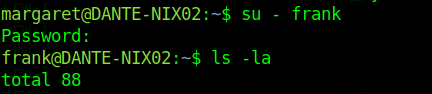 margaret@DANTE-NIX02:~$ su - frank
Password:
frank@DANTE-NIX02:~$ ls -la
total 88